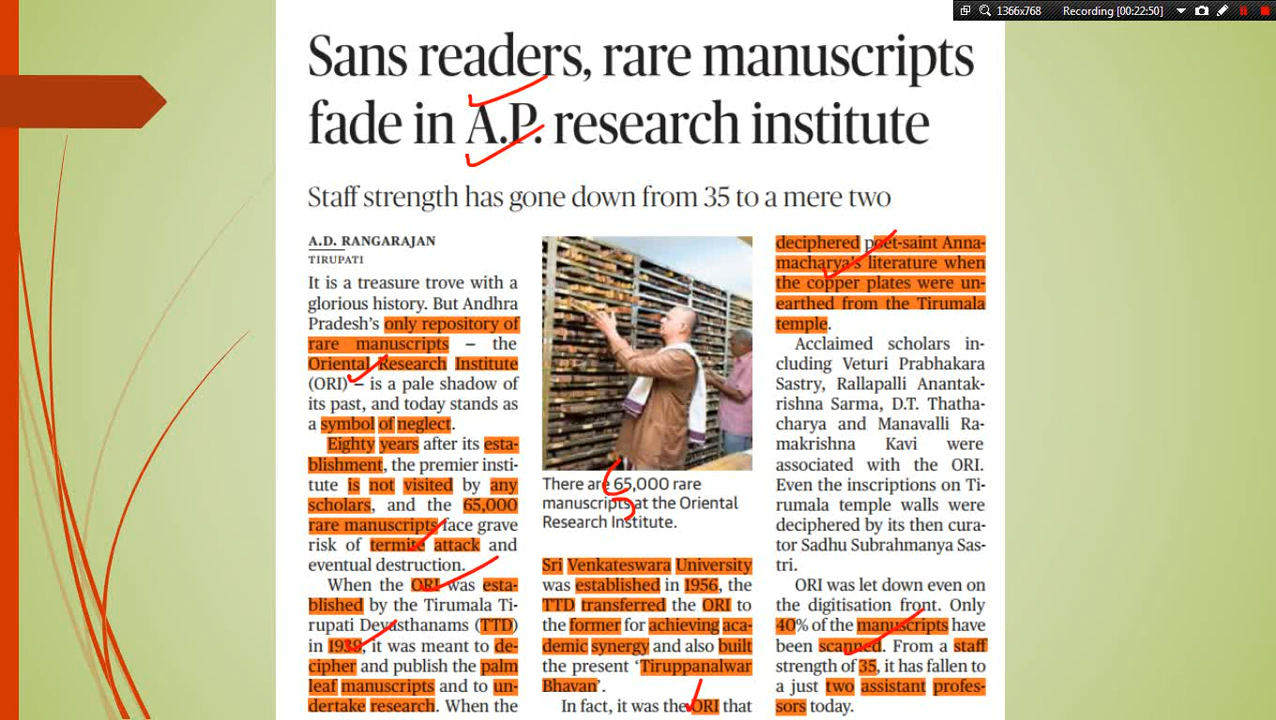 1366x768
Recording [00:22:50]
Sans readers, rare manuscripts
fade in A.P. research institute
Staff strength has gone down from 35 to a mere two
A.D. RANGARAJAN
TIRUPATI
It is a treasure trove with a
glorious history. But Andhra
Pradesh's only repository of
rare manuscripts – the
Oriental Research Institute
(ORI) – is a pale shadow of
its past, and today stands as
a symbol of neglect.
Eighty years after its esta-
blishment, the premier insti-
tute is not visited by any
scholars, and the 65,000
rare manuscripts face grave
risk of termite attack and
eventual destruction.
When the ORI was esta-
blished by the Tirumala Ti-
rupati Devasthanams (TTD)
in 1939, it was meant to de-
cipher and publish the palm
leaf manuscripts and to un-
dertake research. When the
There are 65,000 rare
manuscripts at the Oriental
Research Institute.
Sri Venkateswara University
was established in 1956, the
TTD transferred the ORI to
the former for achieving aca-
demic synergy and also built
the present 'Tiruppanalwar
Bhavan'.
In fact, it was the ORI that
deciphered poet-saint Anna-
macharya's literature when
the copper plates were un-
earthed from the Tirumala
temple.
Acclaimed scholars in-
cluding Veturi Prabhakara
Sastry, Rallapalli Anantak-
rishna Sarma, D.T. Thatha-
charya and Manavalli Ra-
makrishna Kavi were
associated with the ORI.
Even the inscriptions on Ti-
rumala temple walls were
deciphered by its then cura-
tor Sadhu Subrahmanya Sas-
tri.
ORI was let down even on
the digitisation front. Only
40% of the manuscripts have
been scanned. From a staff
strength of 35, it has fallen to
a just two assistant profes-
sors today.